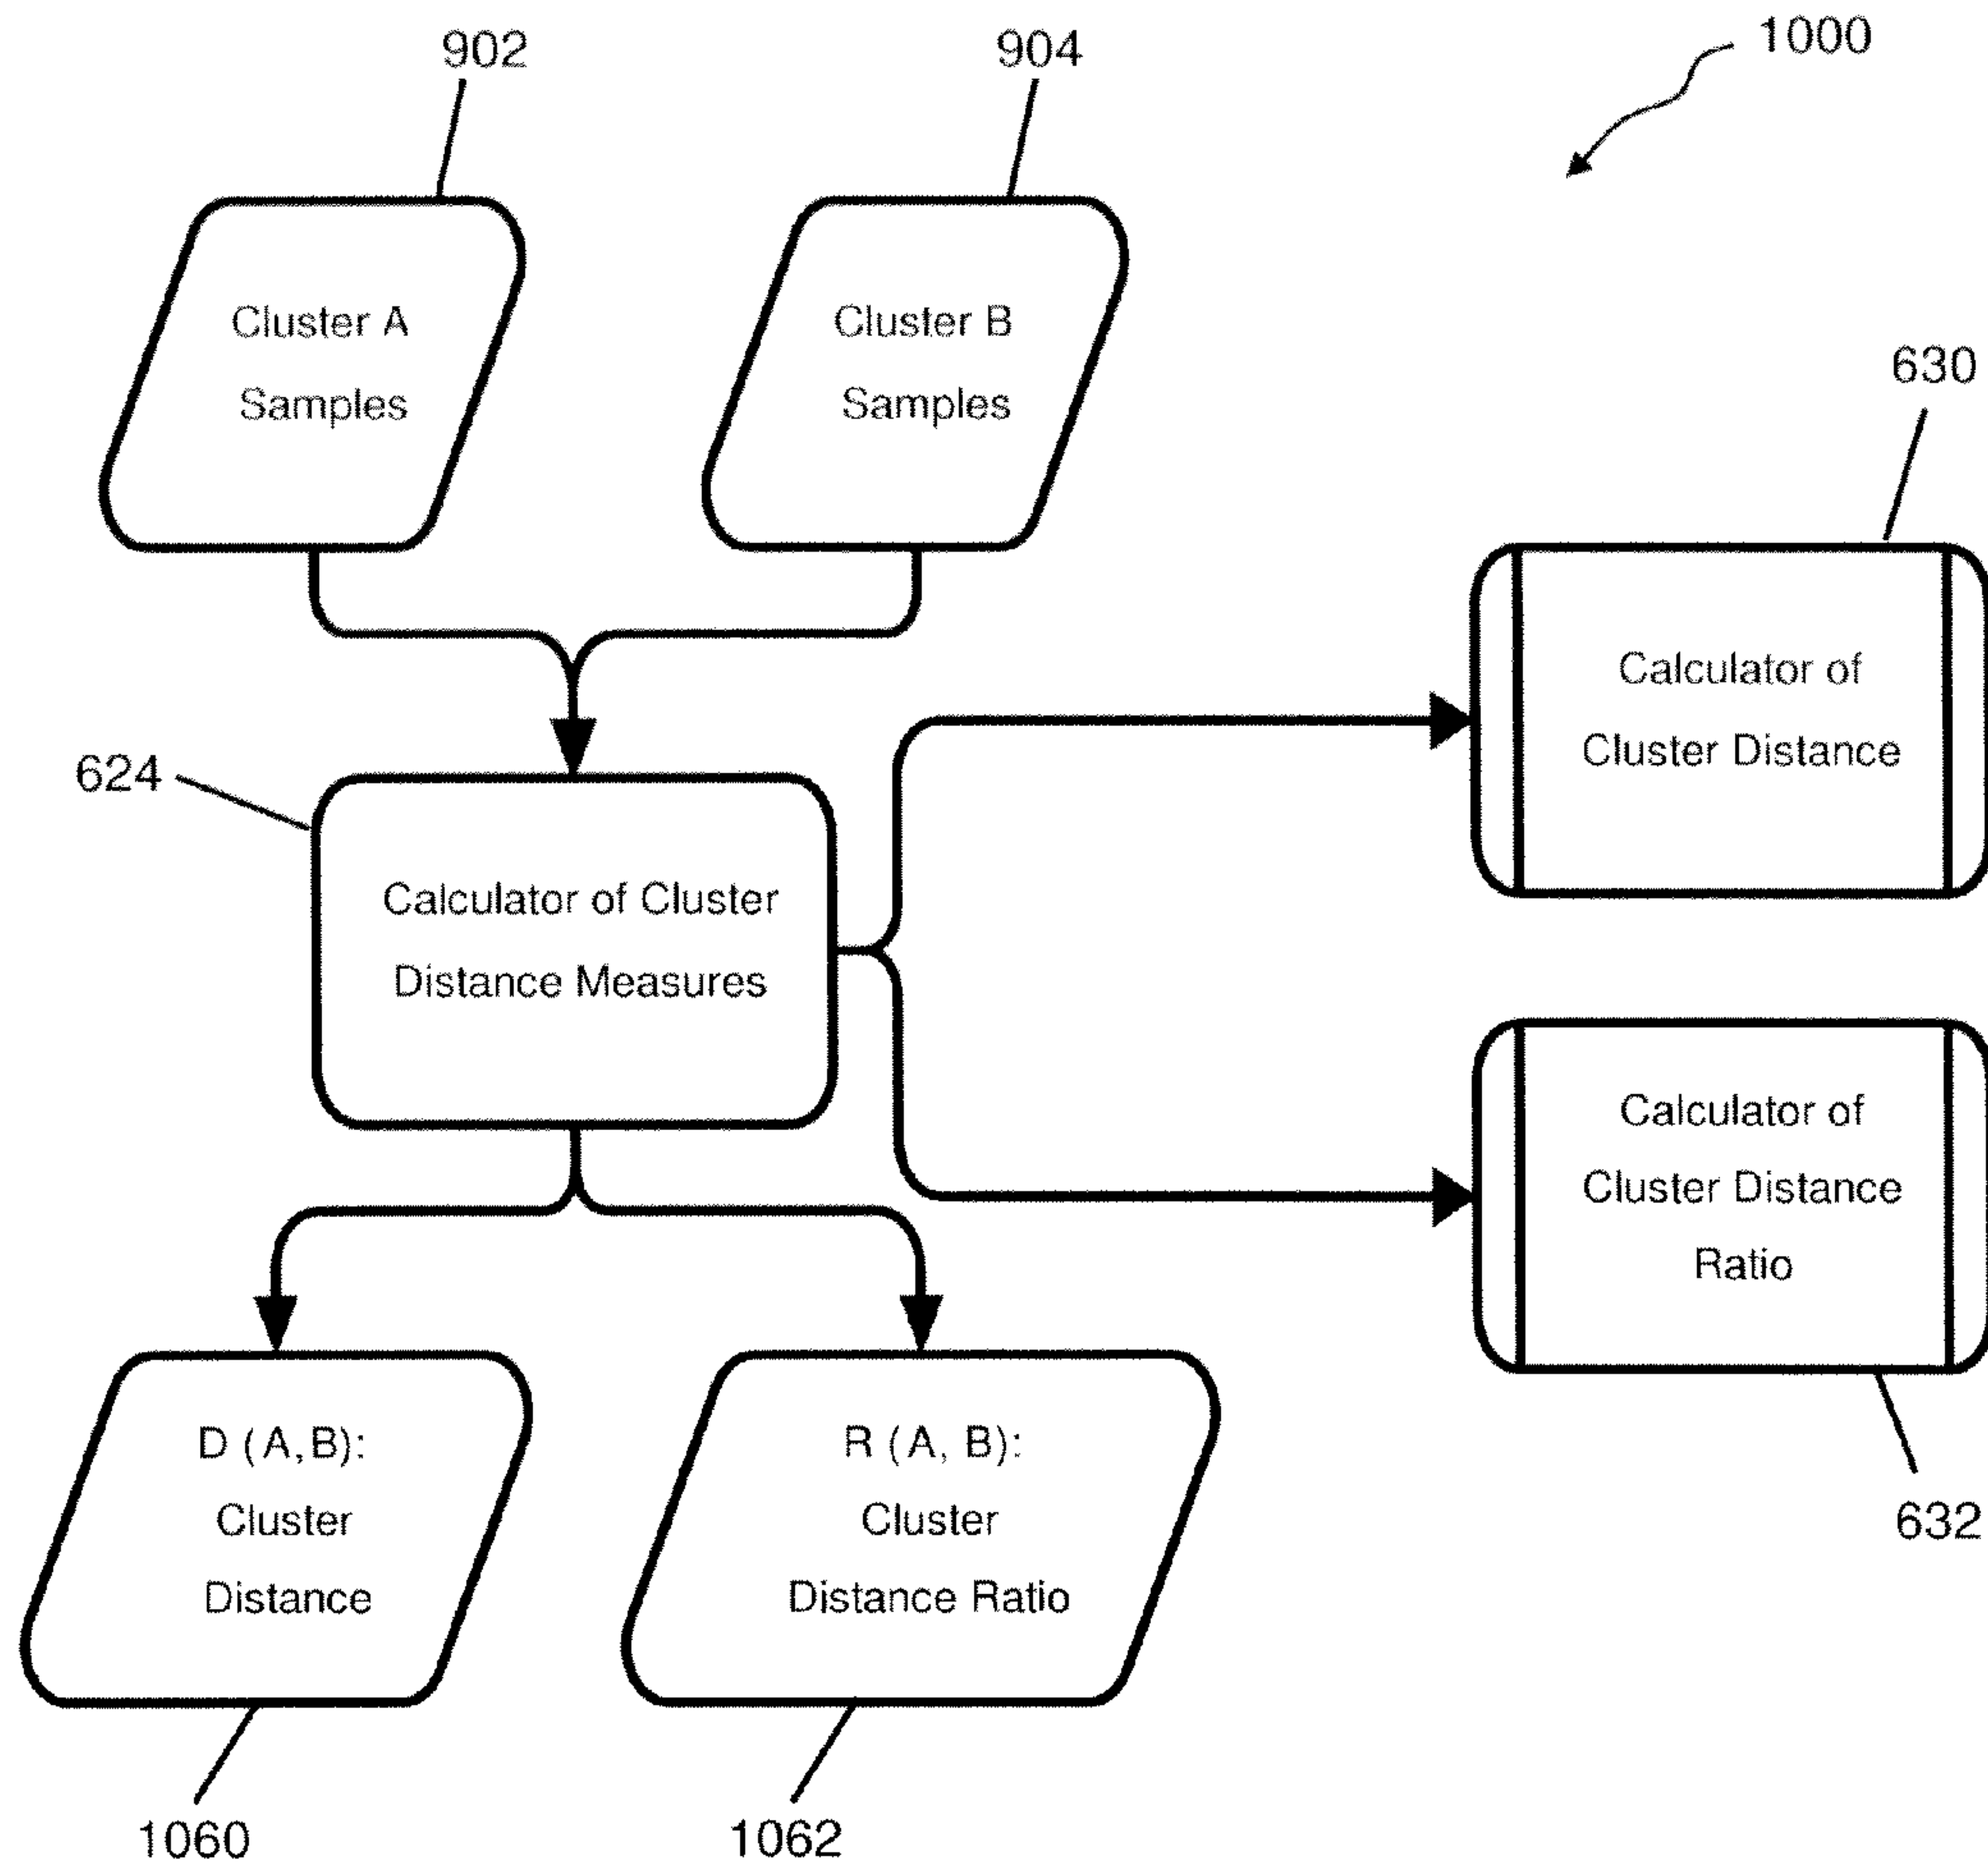 902
904
1000
Cluster A
Samples
Cluster B
Samples
630
Calculator of
Cluster Distance
624
Calculator of Cluster
Distance Measures
Calculator of
Cluster Distance
Ratio
632
D (A,B):
Cluster
Distance
R (A, B):
Cluster
Distance Ratio
1060
1062